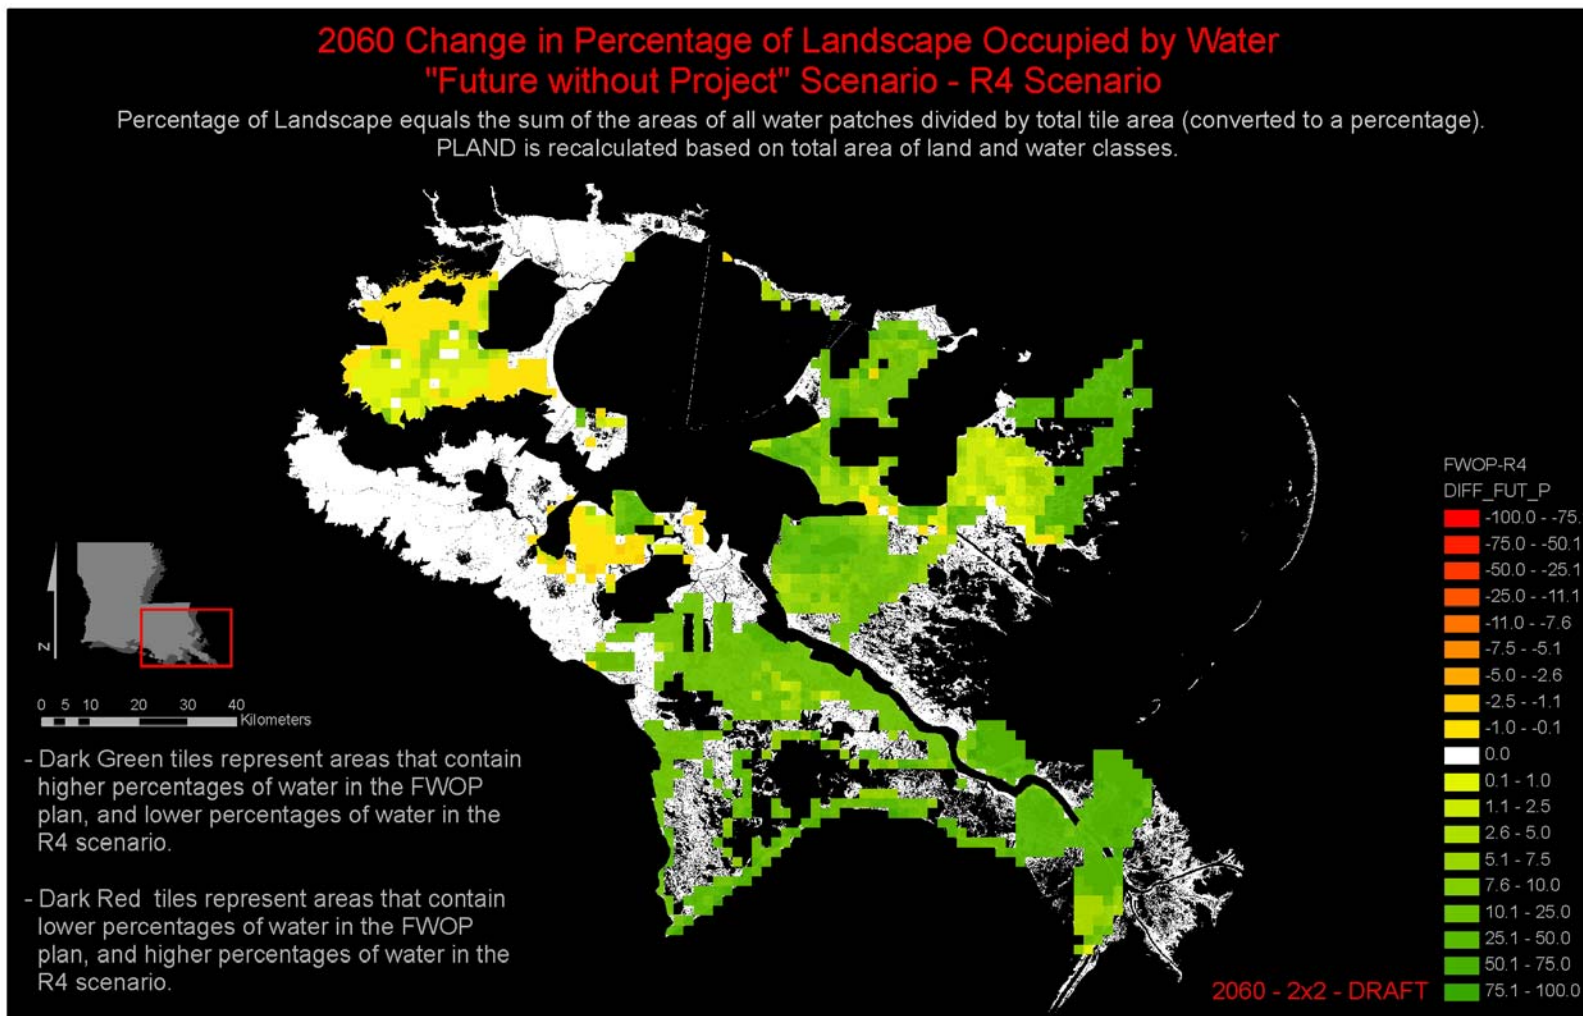 2060 Change in Percentage of Landscape Occupied by Water
"Future without Project" Scenario - R4 Scenario
Percentage of Landscape equals the sum of the areas of all water patches divided by total tile area (converted to a percentage).
PLAND is recalculated based on total area of land and water classes.
FWOP-R4
DIFF_FUT_P
-100.0 - -75.
-75.0 - -50.1
-50.0 - -25.1
-25.0 - -11.1
-11.0 - -7.6
-7.5 - -5.1
-5.0 - -2.6
-2.5 - -1.1
-1.0 - -0.1
0.0
0.1 - 1.0
1.1 - 2.5
2.6 - 5.0
5.1 - 7.5
7.6 - 10.0
10.1 - 25.0
25.1 - 50.0
50.1 - 75.0
75.1 - 100.0
N
0 5 10 20 30 40
Kilometers
- Dark Green tiles represent areas that contain
higher percentages of water in the FWOP
plan, and lower percentages of water in the
R4 scenario.
- Dark Red tiles represent areas that contain
lower percentages of water in the FWOP
plan, and higher percentages of water in the
R4 scenario.
2060 - 2x2 - DRAFT